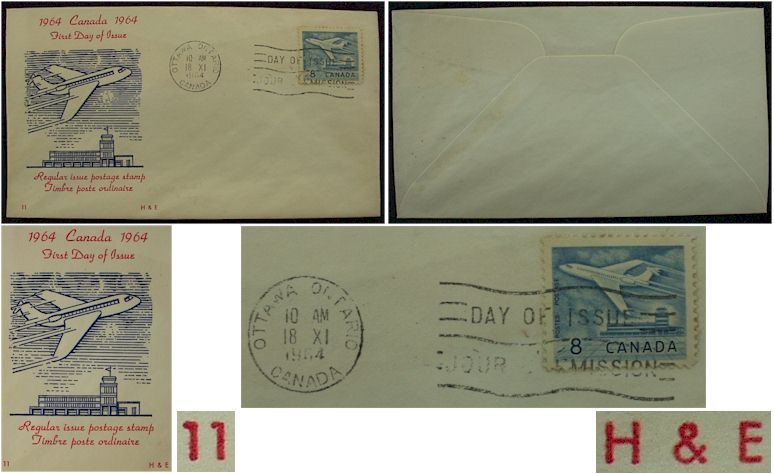 1964 Canada 1964
First Day of Issue
OTTAWA ONTARIO
10 AM
18 XI
1964
CANADA
DAY OF ISSUE
JOUR MISSION
8 CANADA
Regular issue postage stamp
Timbre poste ordinaire
11 H & E
1964 Canada 1964
First Day of Issue
Regular issue postage stamp
Timbre poste ordinaire
11 H & E
OTTAWA ONTARIO
10 AM
18 XI
1964
CANADA
DAY OF ISSUE
JOUR MISSION
POSTES POSTAGE
8 CANADA
11
H & E